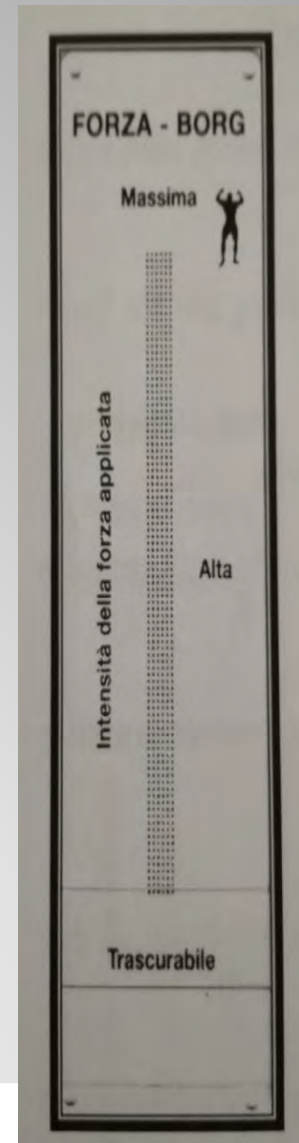 FORZA - BORG
Massima
Intensità della forza applicata
Alta
Trascurabile